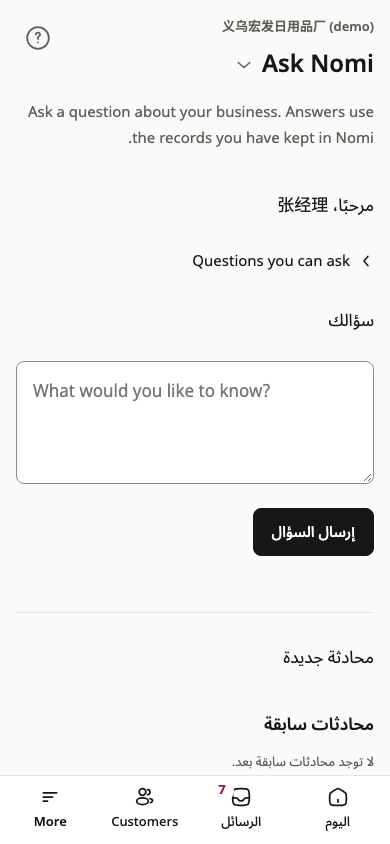 义乌宏发日用品厂 (demo)
Ask Nomi
Ask a question about your business. Answers use
the records you have kept in Nomi.
مرحبًا، 张经理
Questions you can ask
سؤالك
What would you like to know?
إرسال السؤال
محادثة جديدة
محادثات سابقة
لا توجد محادثات سابقة بعد.
اليوم
7
الرسائل
Customers
More